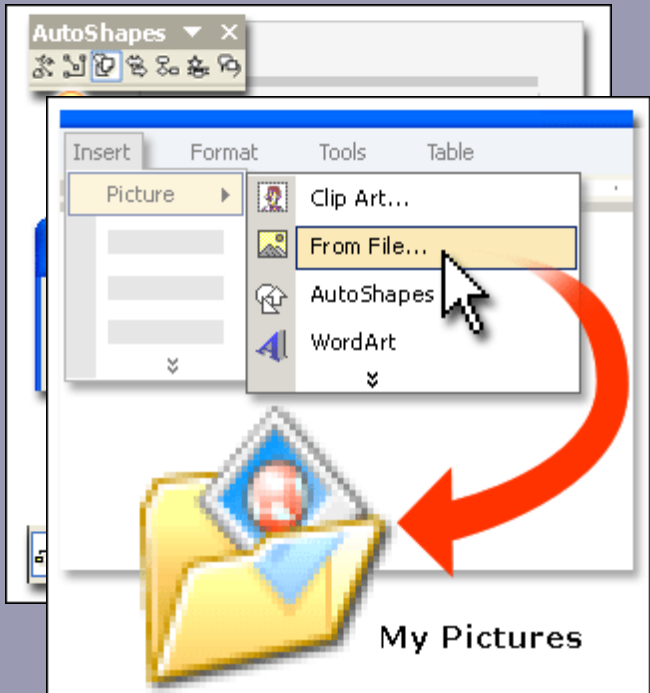 AutoShapes
Insert Format Tools Table
Picture
Clip Art...
From File...
AutoShapes
WordArt
My Pictures